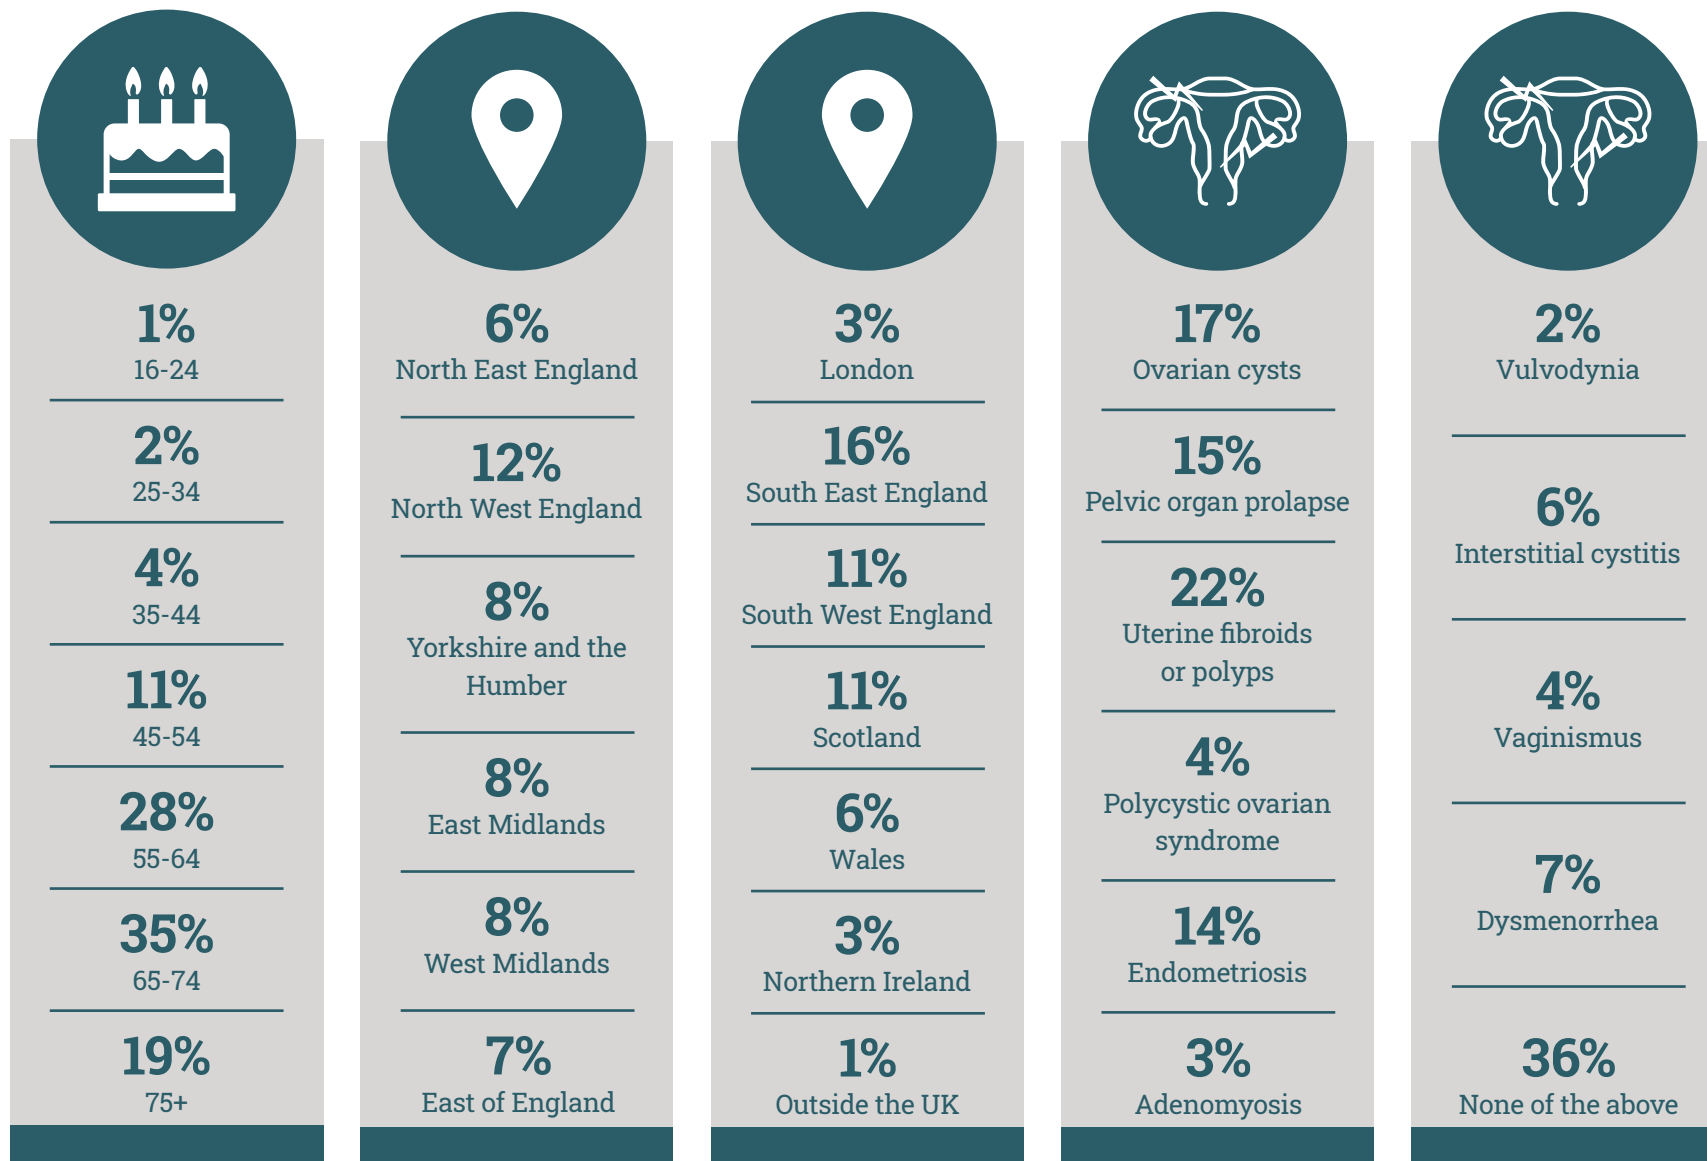 1%
16-24
2%
25-34
4%
35-44
11%
45-54
28%
55-64
35%
65-74
19%
75+
6%
North East England
12%
North West England
8%
Yorkshire and the
Humber
8%
East Midlands
8%
West Midlands
7%
East of England
3%
London
16%
South East England
11%
South West England
11%
Scotland
6%
Wales
3%
Northern Ireland
1%
Outside the UK
17%
Ovarian cysts
15%
Pelvic organ prolapse
22%
Uterine fibroids
or polyps
4%
Polycystic ovarian
syndrome
14%
Endometriosis
3%
Adenomyosis
2%
Vulvodynia
6%
Interstitial cystitis
4%
Vaginismus
7%
Dysmenorrhea
36%
None of the above